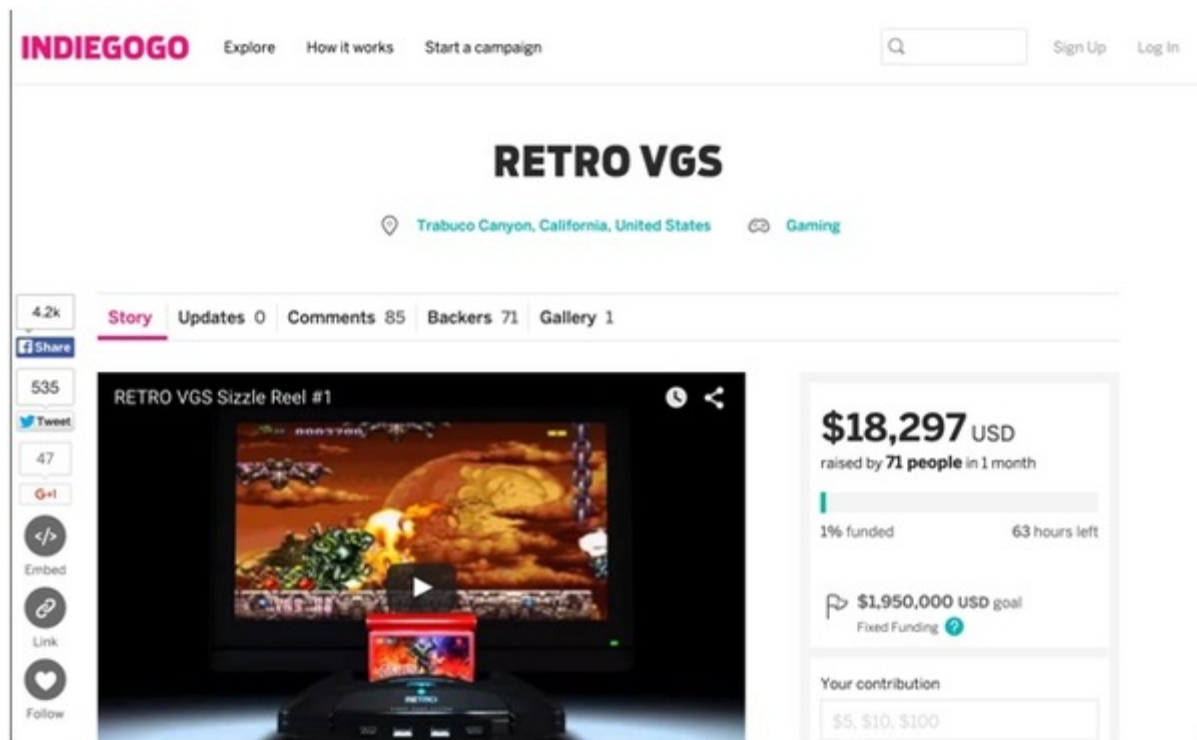 INDIEGOGO Explore How it works Start a campaign Sign Up Log In
RETRO VGS
Trabuco Canyon, California, United States Gaming
4.2k
Share
535
Tweet
47
G+1
Embed
Link
Follow
Story Updates 0 Comments 85 Backers 71 Gallery 1
RETRO VGS Sizzle Reel #1
RETRO
$18,297 USD
raised by 71 people in 1 month
1% funded 63 hours left
$1,950,000 USD goal
Fixed Funding ?
Your contribution
$5, $10, $100